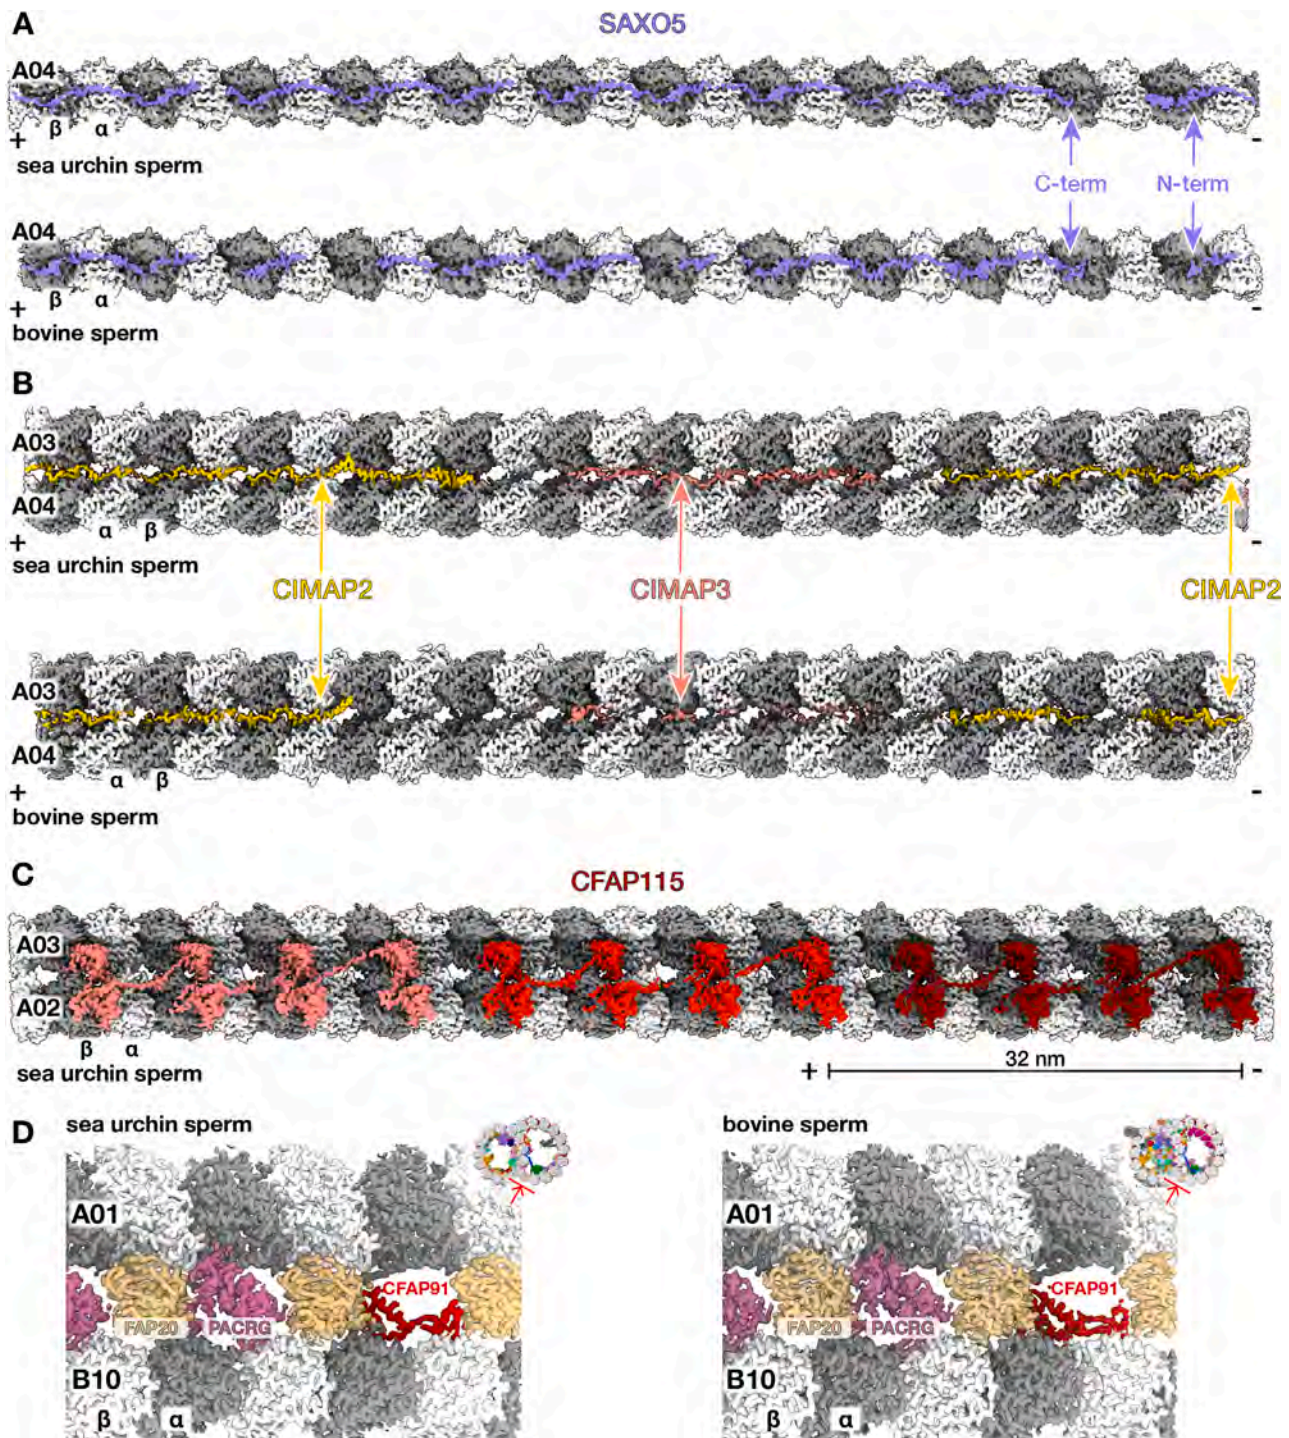 A
SAXO5
A04
β α
+ -
sea urchin sperm
C-term N-term
A04
β α
+ -
bovine sperm
B
A03
A04
α β
+ -
sea urchin sperm
CIMAP2 CIMAP3 CIMAP2
A03
A04
α β
+ -
bovine sperm
C
CFAP115
A03
A02
β α
sea urchin sperm
+ 32 nm -
D
sea urchin sperm
A01
CFAP91
FAP20 PACRG
B10
β α
bovine sperm
A01
CFAP91
FAP20 PACRG
B10
β α